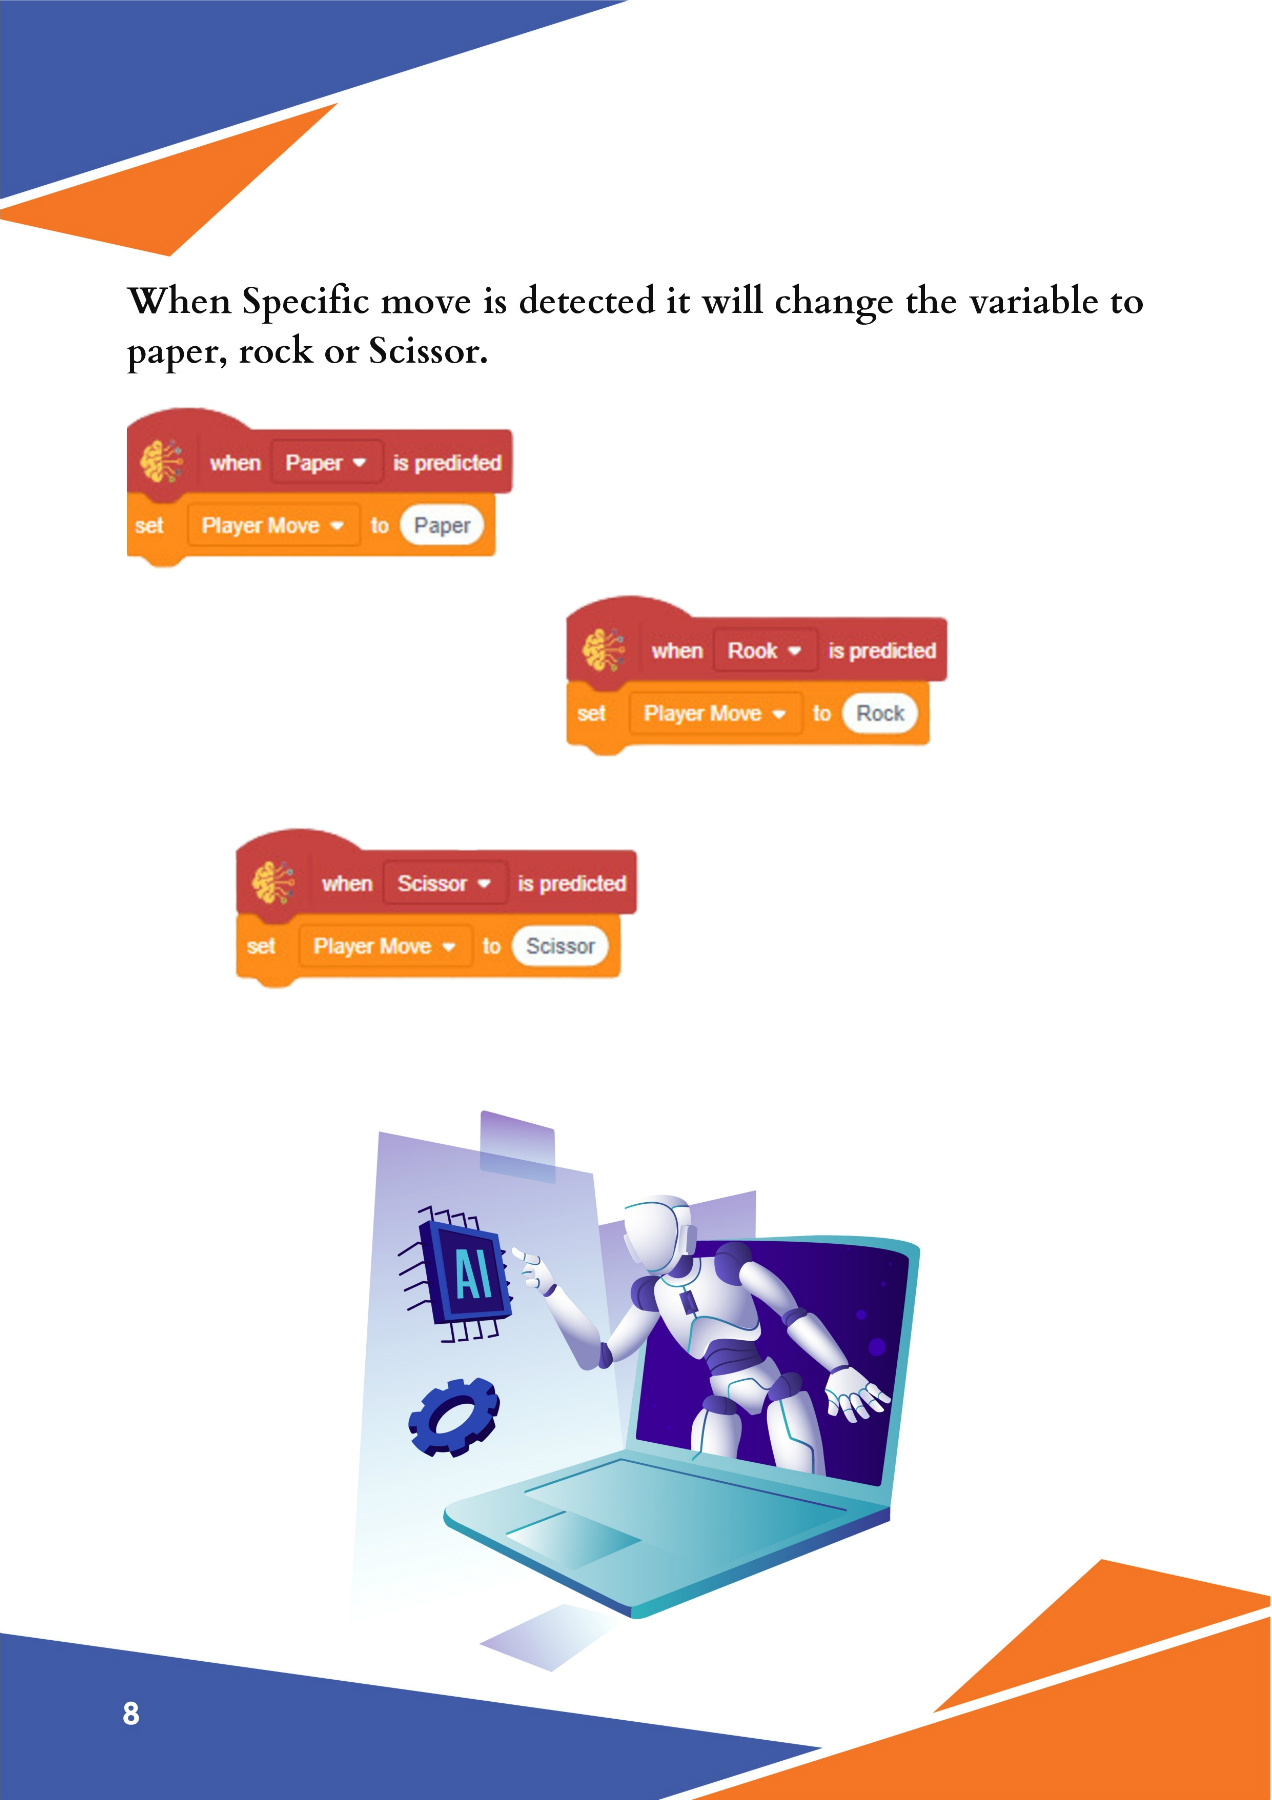 When Specific move is detected it will change the variable to
paper, rock or Scissor.
when Paper is predicted
set Player Move to Paper
when Rook is predicted
set Player Move to Rock
when Scissor is predicted
set Player Move to Scissor
AI
8